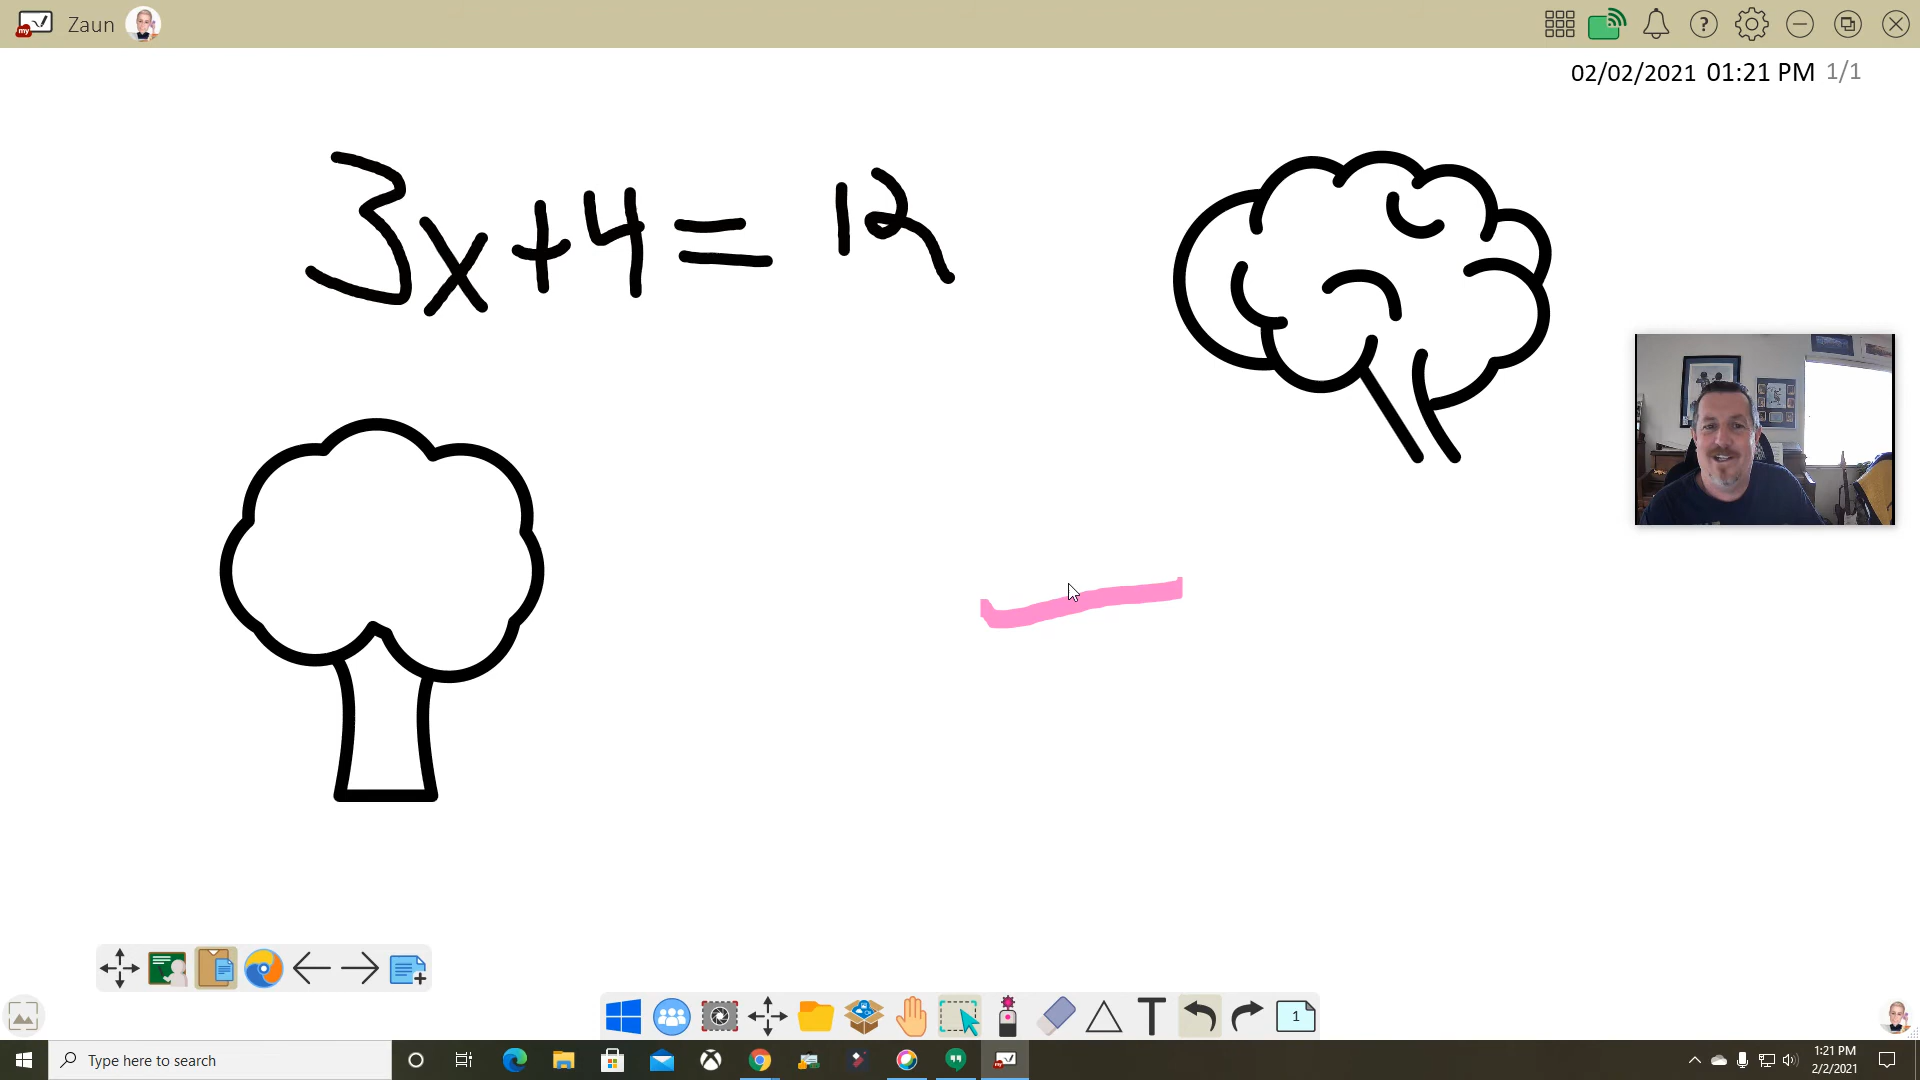 my Zaun
02/02/2021 01:21 PM 1/1
3x+4=12
T
1
Type here to search
1:21 PM
2/2/2021